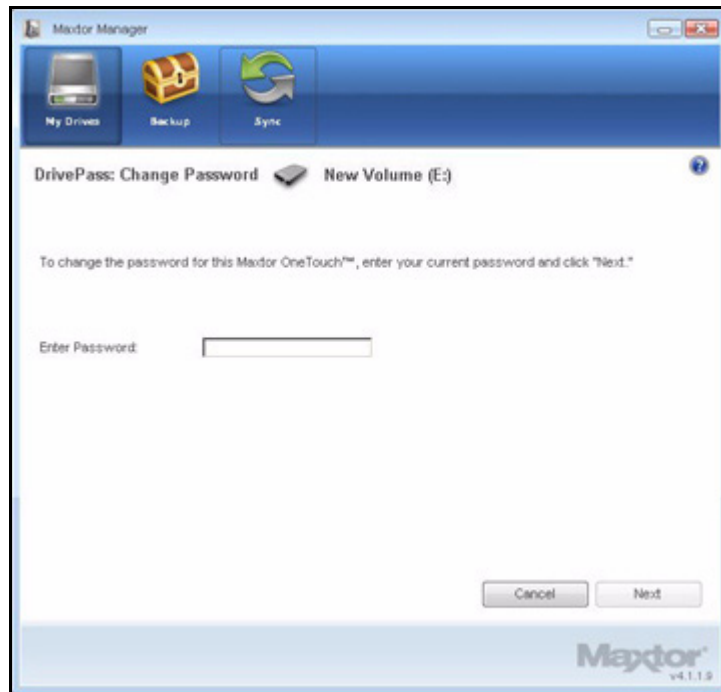 Maxtor Manager
My Drives Backup Sync
DrivePass: Change Password New Volume (E:)
To change the password for this Maxtor OneTouch™, enter your current password and click "Next."
Enter Password:
Cancel Next
Maxtor
v4.1.1.9